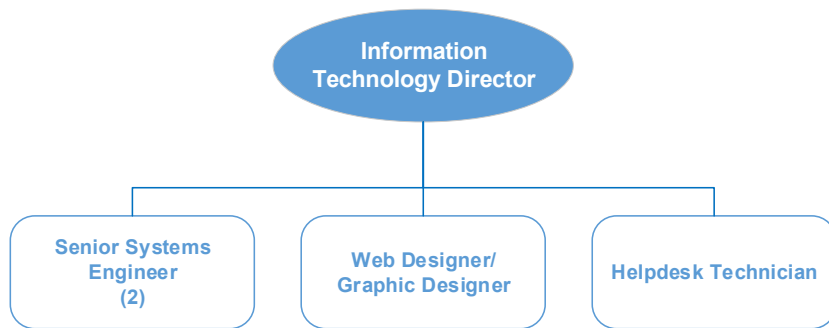 Information
Technology Director
Senior Systems
Engineer
(2)
Web Designer/
Graphic Designer
Helpdesk Technician